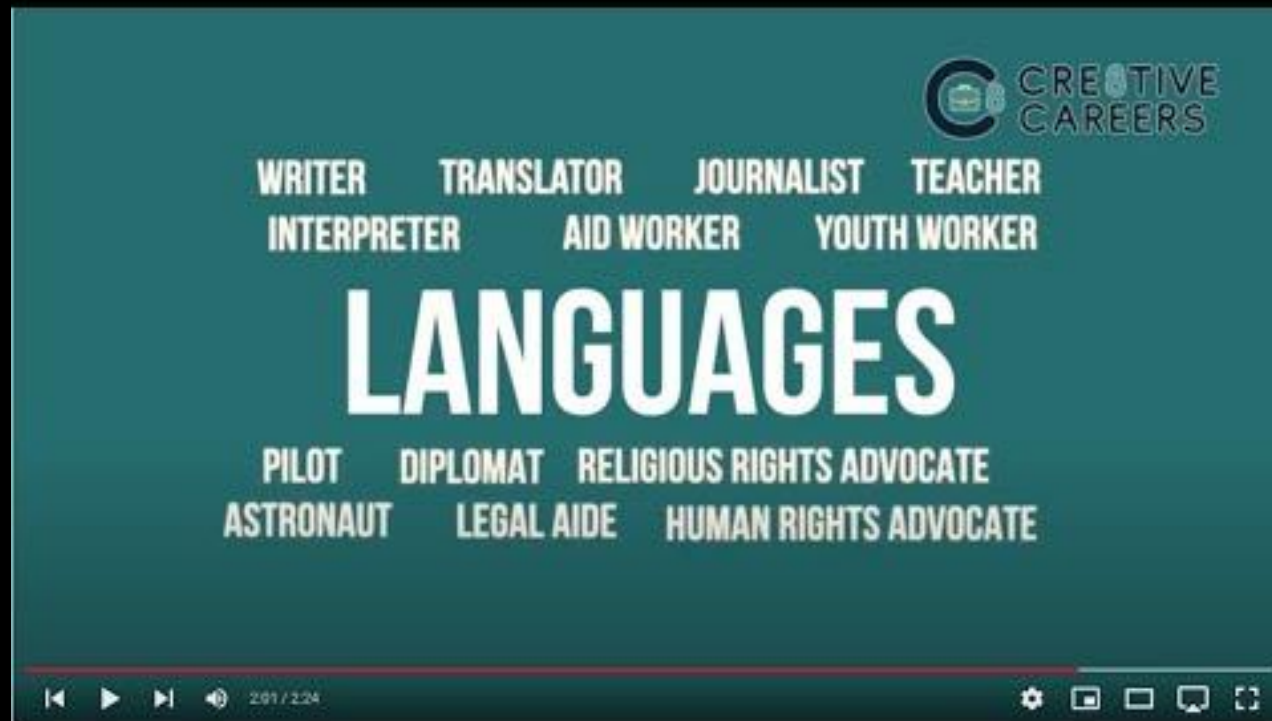 CRE8TIVE
CAREERS
WRITER TRANSLATOR JOURNALIST TEACHER
INTERPRETER AID WORKER YOUTH WORKER
LANGUAGES
PILOT DIPLOMAT RELIGIOUS RIGHTS ADVOCATE
ASTRONAUT LEGAL AIDE HUMAN RIGHTS ADVOCATE
2:01 / 2:24